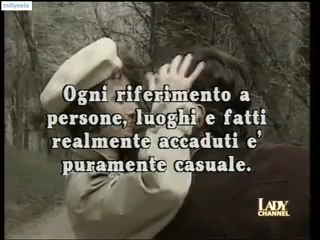 millynela
Ogni riferimento a
persone, luoghi e fatti
realmente accaduti e'
puramente casuale.
LADY
CHANNEL